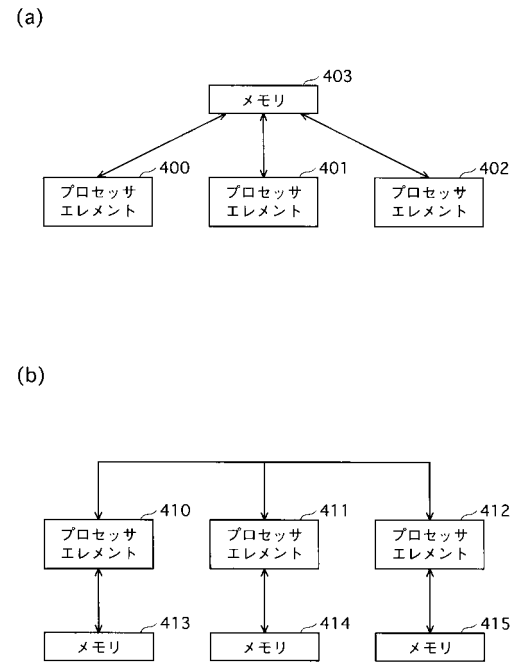 (a)
403
メモリ
400
401
402
プロセッサ
エレメント
プロセッサ
エレメント
プロセッサ
エレメント
(b)
410
411
412
プロセッサ
エレメント
プロセッサ
エレメント
プロセッサ
エレメント
413
414
415
メモリ
メモリ
メモリ